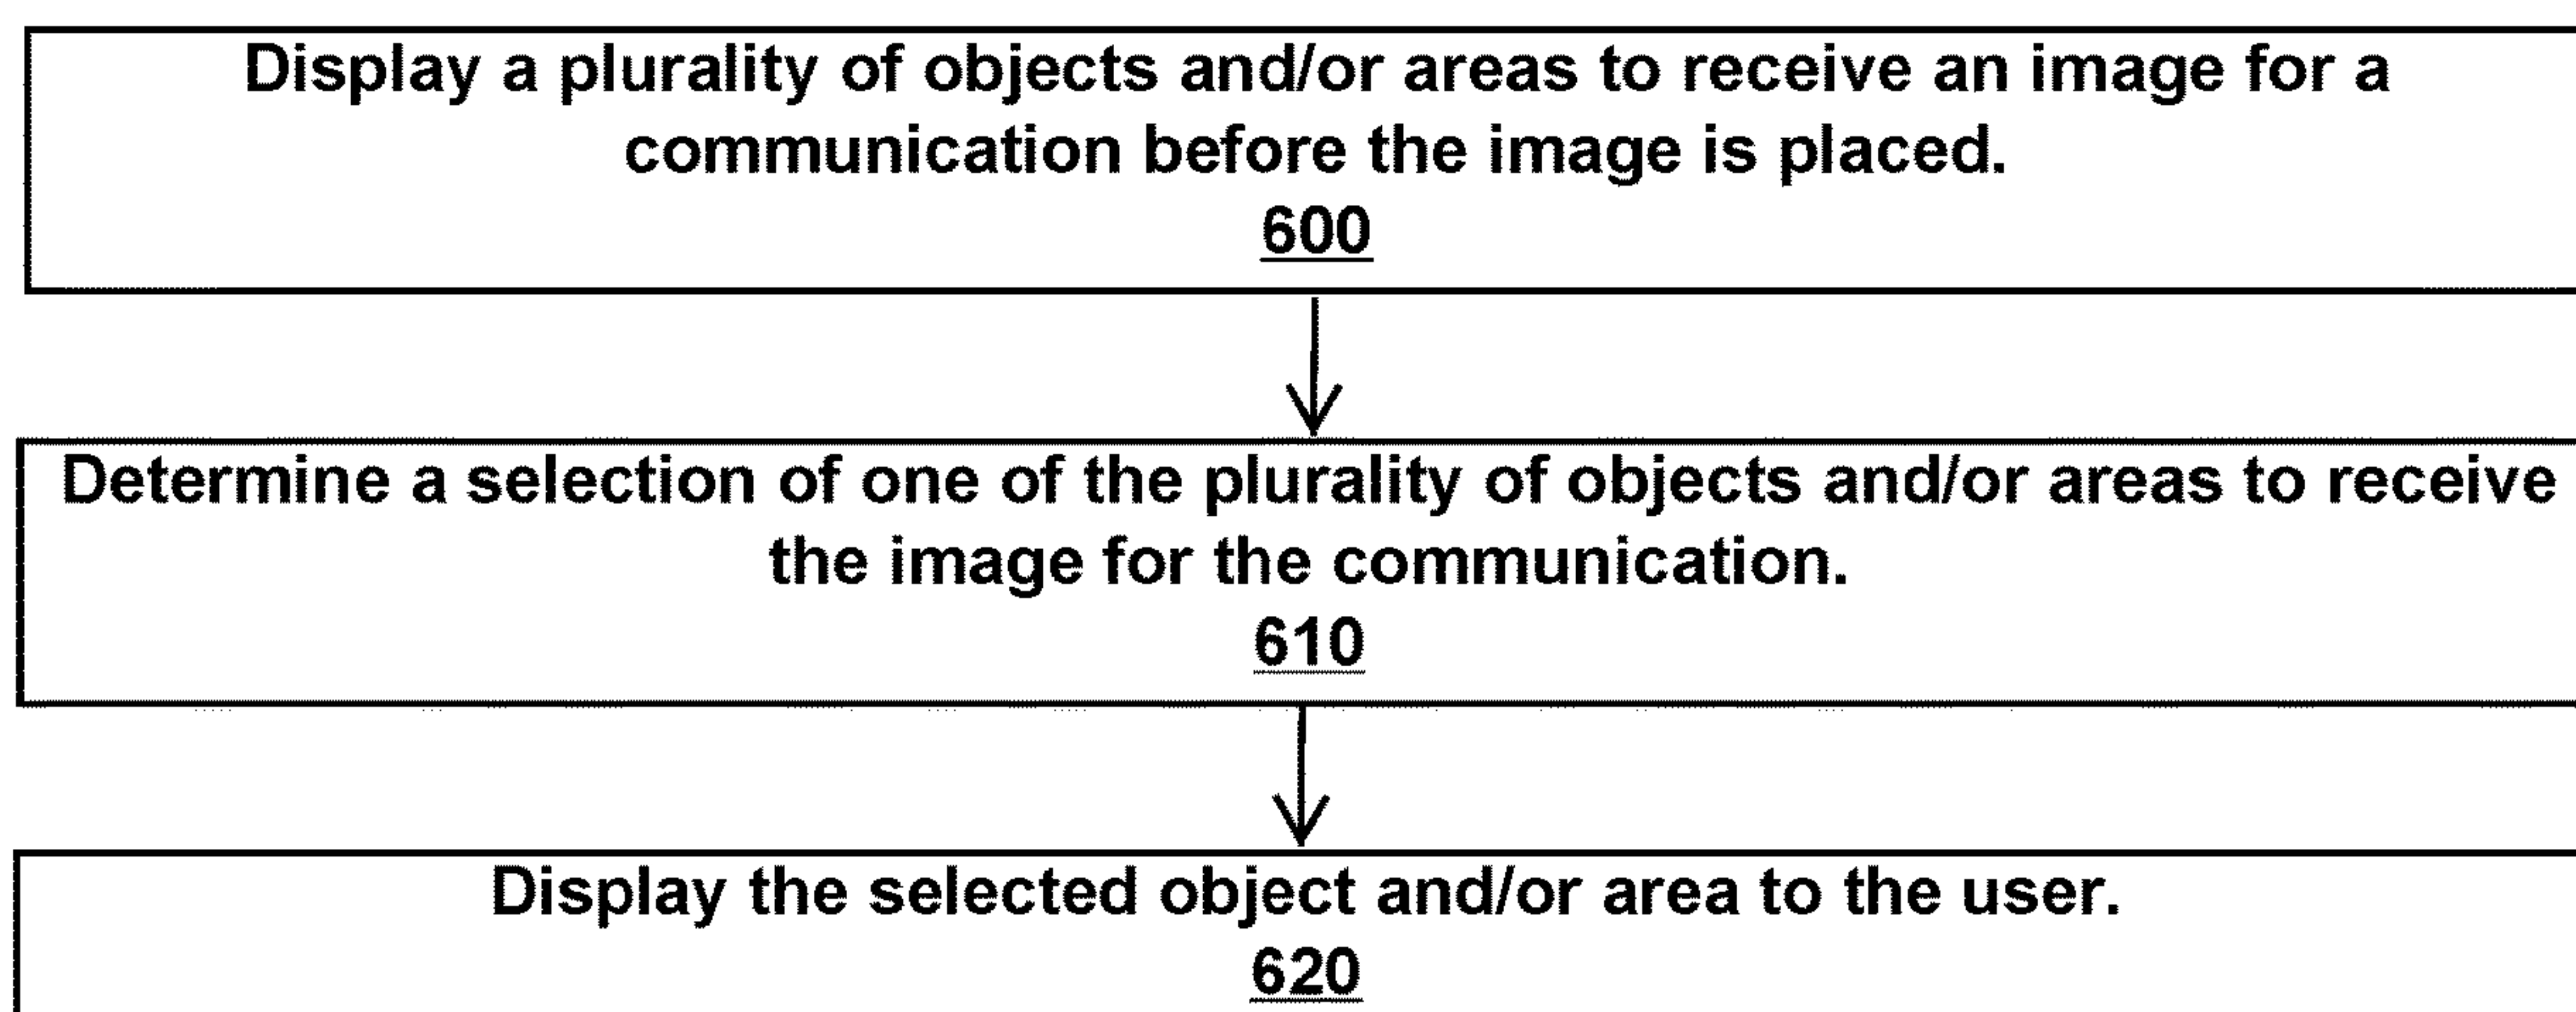 Display a plurality of objects and/or areas to receive an image for a
communication before the image is placed.
600
Determine a selection of one of the plurality of objects and/or areas to receive
the image for the communication.
610
Display the selected object and/or area to the user.
620